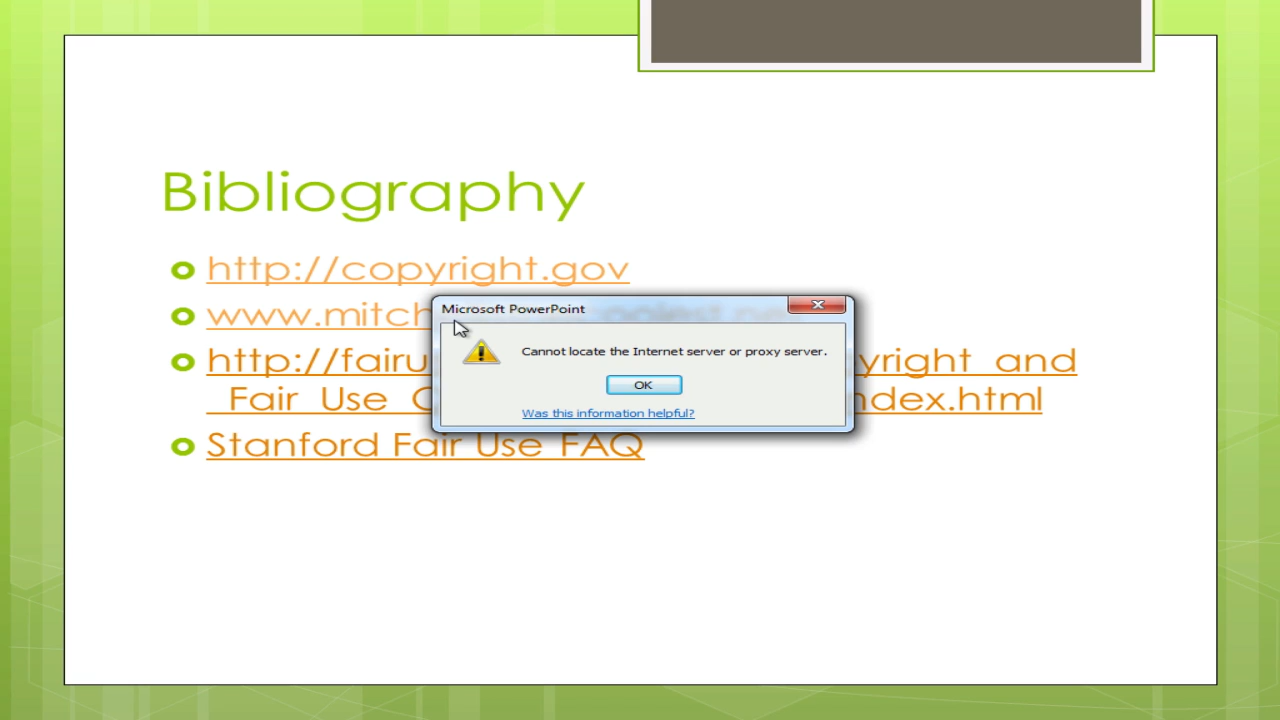 Bibliography
http://copyright.gov
www.mitch
http://fairu yright_and
_Fair_Use_ ndex.html
Stanford Fair Use FAQ
Microsoft PowerPoint
Cannot locate the Internet server or proxy server.
OK
Was this information helpful?